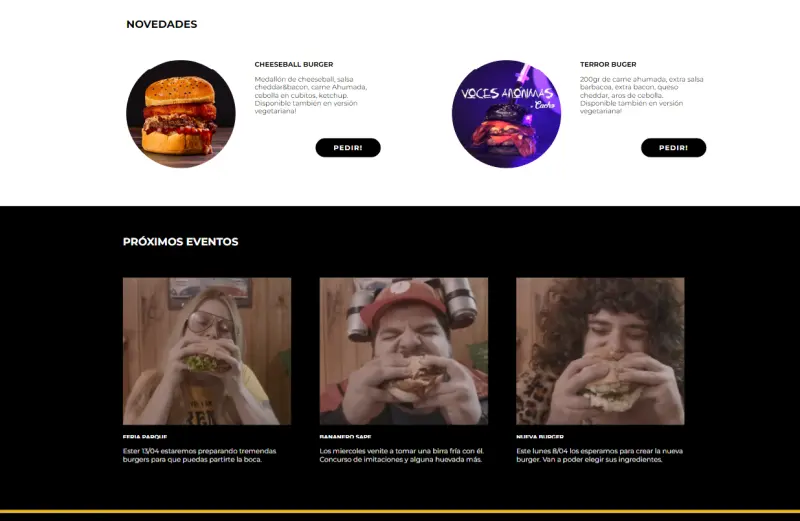 NOVEDADES
CHEESEBALL BURGER
Medallón de cheeseball, salsa
cheddar&bacon, carne Ahumada,
cebolla en cubitos, ketchup.
Disponible también en versión
vegetariana!
PEDIR!
VOCES ANÓNIMAS
TERROR BUGER
200gr de carne ahumada, extra salsa
barbacoa, extra bacon, queso
cheddar, aros de cebolla.
Disponible también en versión
vegetariana!
PEDIR!
PRÓXIMOS EVENTOS
FERIA PARQUE
Ester 13/04 estaremos preparando tremendas
burgers para que puedas partirte la boca.
BANANERO SAPE
Los miercoles venite a tomar una birra fría con él.
Concurso de imitaciones y alguna huevada más.
NUEVA BURGER
Este lunes 8/04 los esperamos para crear la nueva
burger. Van a poder elegir sus ingredientes.